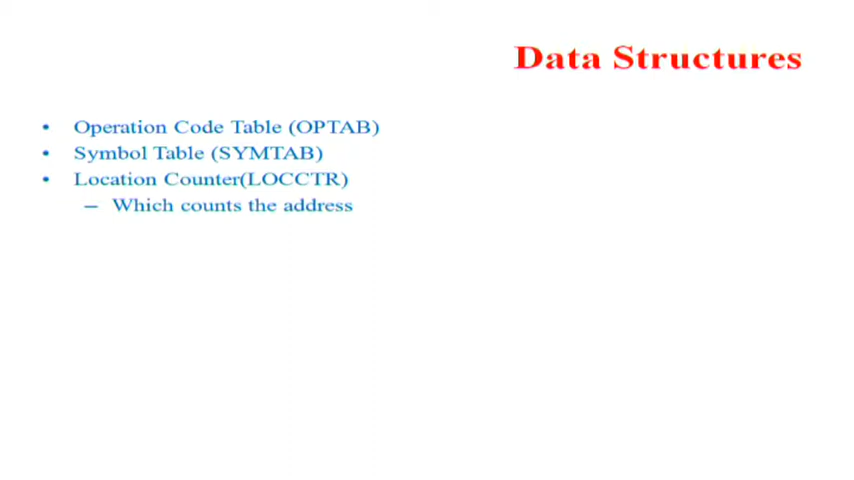 Data Structures
• Operation Code Table (OPTAB)
• Symbol Table (SYMTAB)
• Location Counter(LOCCTR)
– Which counts the address